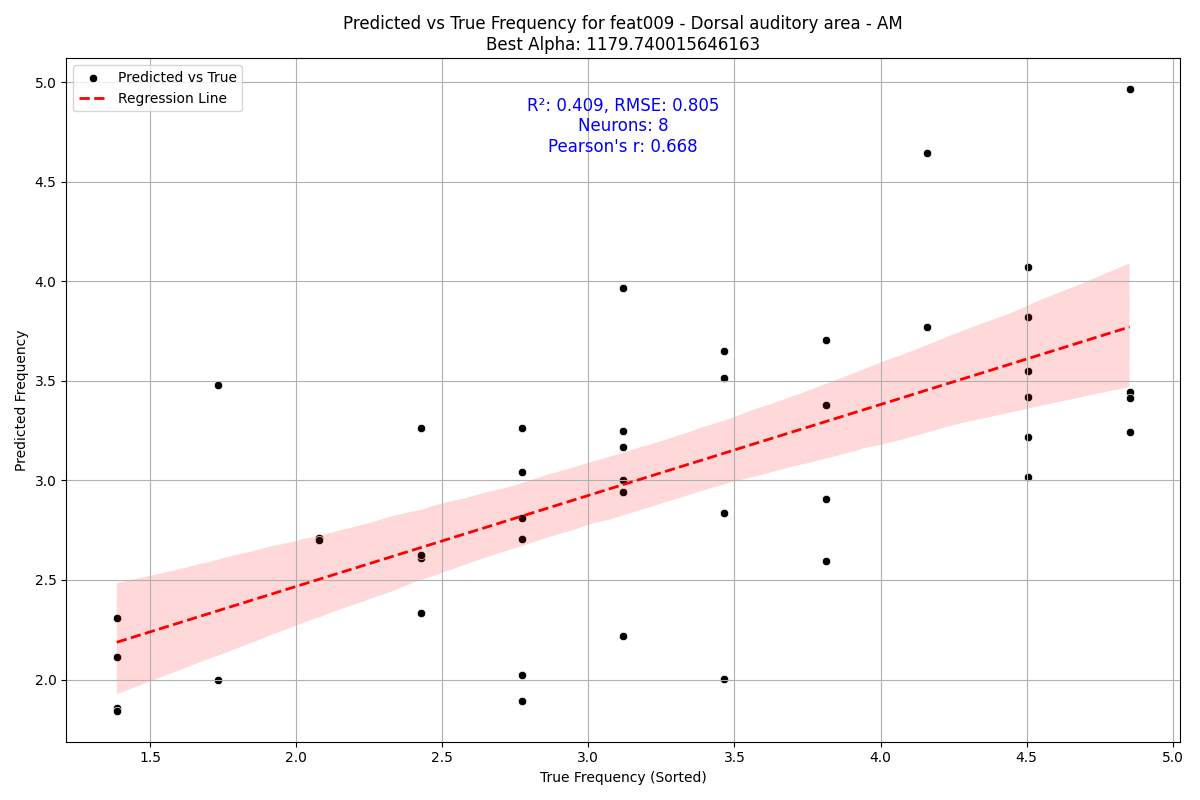 Predicted vs True Frequency for feat009 - Dorsal auditory area - AM
Best Alpha: 1179.740015646163
Predicted vs True
Regression Line
R²: 0.409, RMSE: 0.805
Neurons: 8
Pearson's r: 0.668
Predicted Frequency
5.0
4.5
4.0
3.5
3.0
2.5
2.0
1.5 2.0 2.5 3.0 3.5 4.0 4.5 5.0
True Frequency (Sorted)